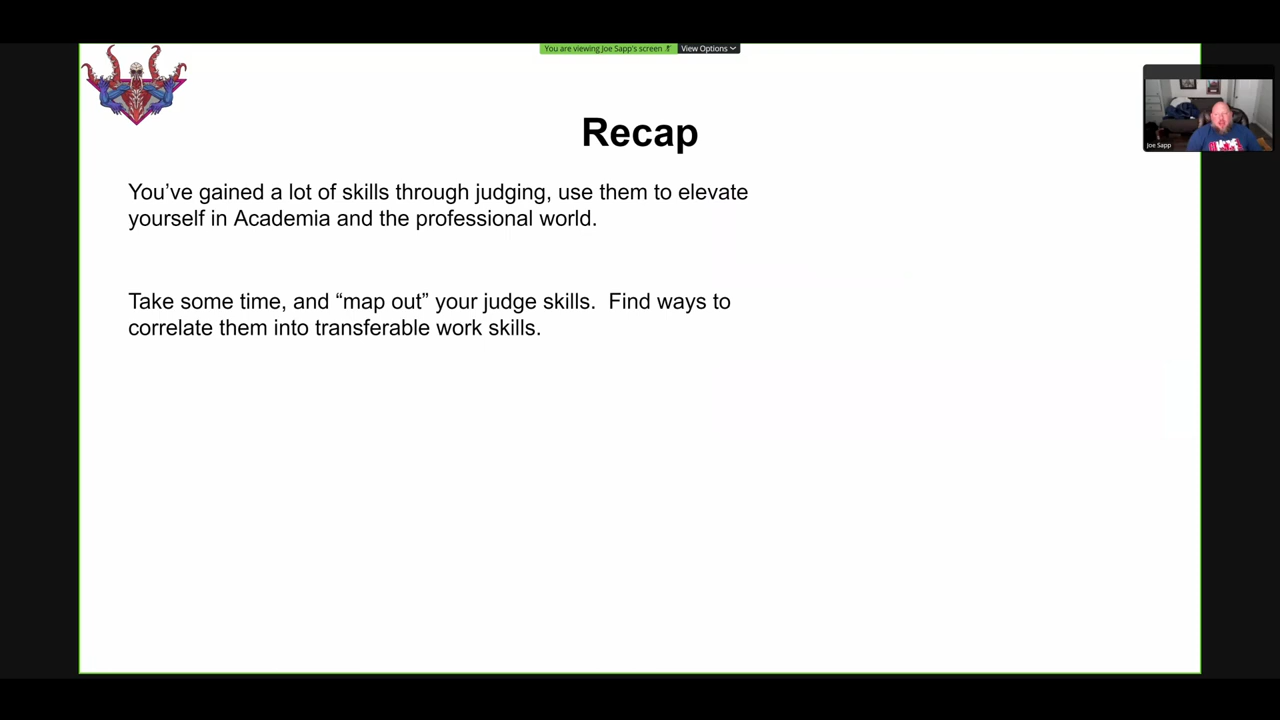 You are viewing Joe Sapp's screen
View Options
Recap
Joe Sapp
You’ve gained a lot of skills through judging, use them to elevate
yourself in Academia and the professional world.
Take some time, and “map out” your judge skills.  Find ways to
correlate them into transferable work skills.